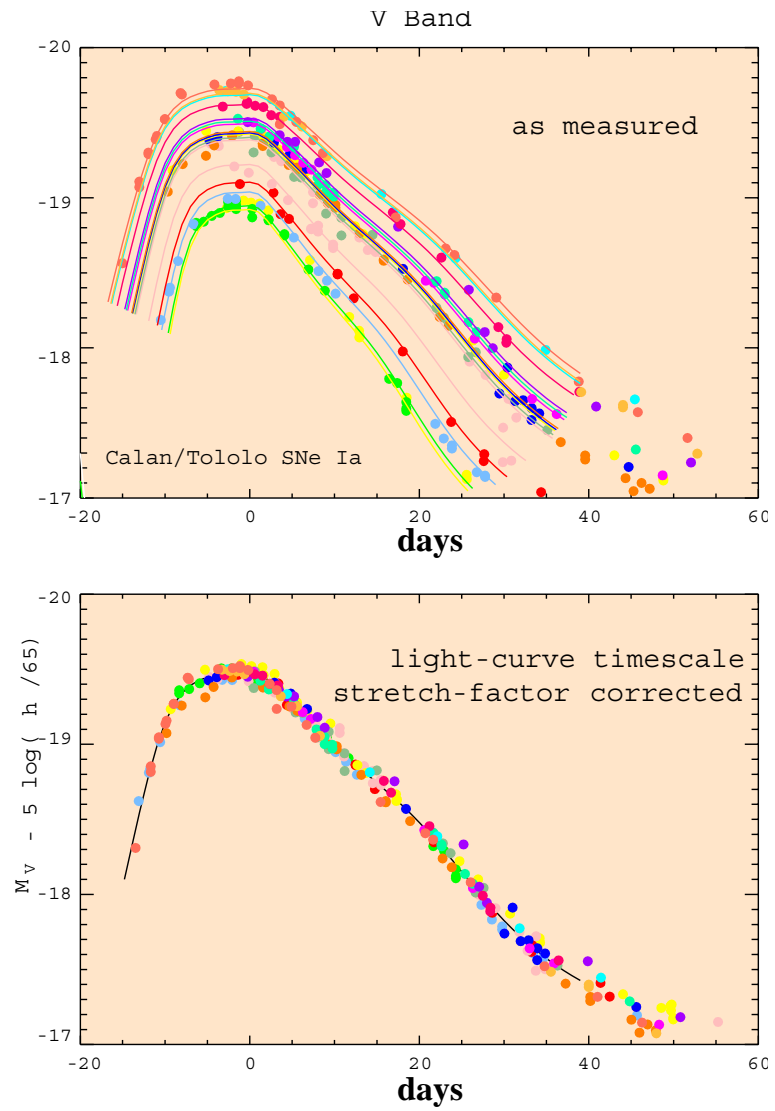 V Band
-20
as measured
-19
-18
Calan/Tololo SNe Ia
-17
-20 0 20 40 60
days
-20
light-curve timescale
stretch-factor corrected
-19
M_V - 5 log( h /65)
-18
-17
-20 0 20 40 60
days